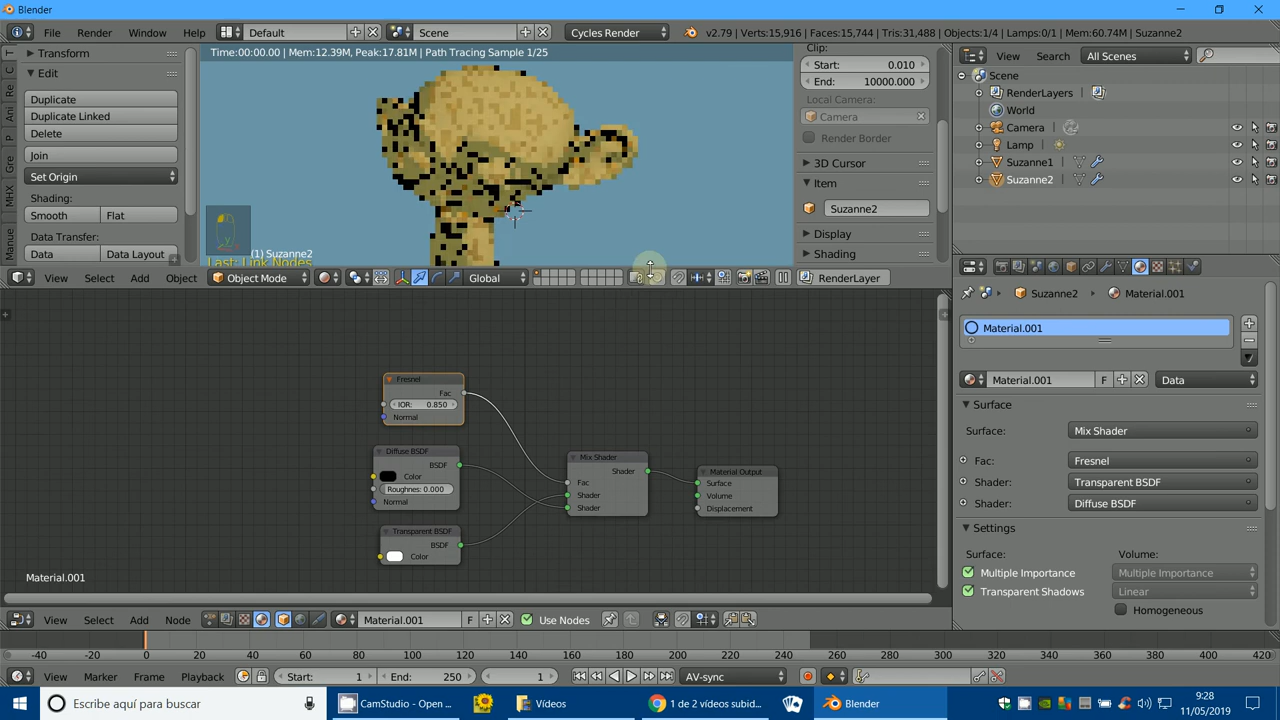 Blender
File Render Window Help Default Scene Cycles Render v2.79 | Verts:15,916 | Faces:15,744 | Tris:31,488 | Objects:1/4 | Lamps:0/1 | Mem:60.74M | Suzanne2
Time:00:00.00 | Mem:12.39M, Peak:17.81M | Path Tracing Sample 1/25
Transform
Edit
Duplicate
Duplicate Linked
Delete
Join
Set Origin
Shading:
Smooth Flat
Data Transfer:
Data Data Layout
T
C
Re
Ani
P
Gre
MHX
Manue
(1) Suzanne2
Last: Link Nodes
Clip:
Start: 0.010
End: 10000.000
Local Camera:
Camera
Render Border
3D Cursor
Item
Suzanne2
Display
Shading
View Select Add Object Object Mode Global RenderLayer
View Search All Scenes
Scene
RenderLayers
World
Camera
Lamp
Suzanne1
Suzanne2
Fresnel
Fac
IOR: 0.850
Normal
Diffuse BSDF
BSDF
Color
Roughnes: 0.000
Normal
Transparent BSDF
BSDF
Color
Mix Shader
Shader
Fac
Shader
Shader
Material Output
Surface
Volume
Displacement
Material.001
Suzanne2 Material.001
Material.001
Material.001 F Data
Surface
Surface: Mix Shader
Fac: Fresnel
Shader: Transparent BSDF
Shader: Diffuse BSDF
Settings
Surface: Volume:
Multiple Importance Multiple Importance
Transparent Shadows Linear
Homogeneous
View Select Add Node Material.001 F Use Nodes
-40 -20 0 20 40 60 80 100 120 140 160 180 200 220 240 260 280 300 320 340 360 380 400 420
View Marker Frame Playback Start: 1 End: 250 1 AV-sync
Escribe aquí para buscar CamStudio - Open ... Vídeos 1 de 2 vídeos subid... Blender 9:28
11/05/2019